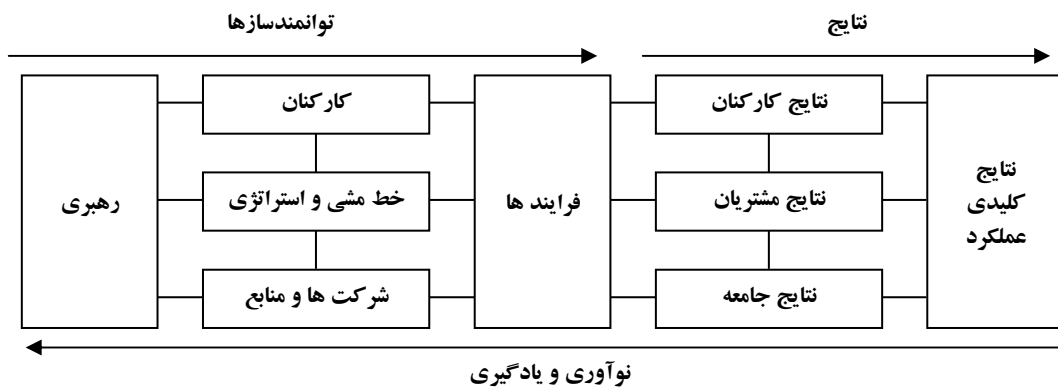 توانمندسازها
نتایج
رهبری
کارکنان
خط مشی و استراتژی
شرکت ها و منابع
فرایند ها
نتایج کارکنان
نتایج مشتریان
نتایج جامعه
نتایج
کلیدی
عملکرد
نوآوری و یادگیری